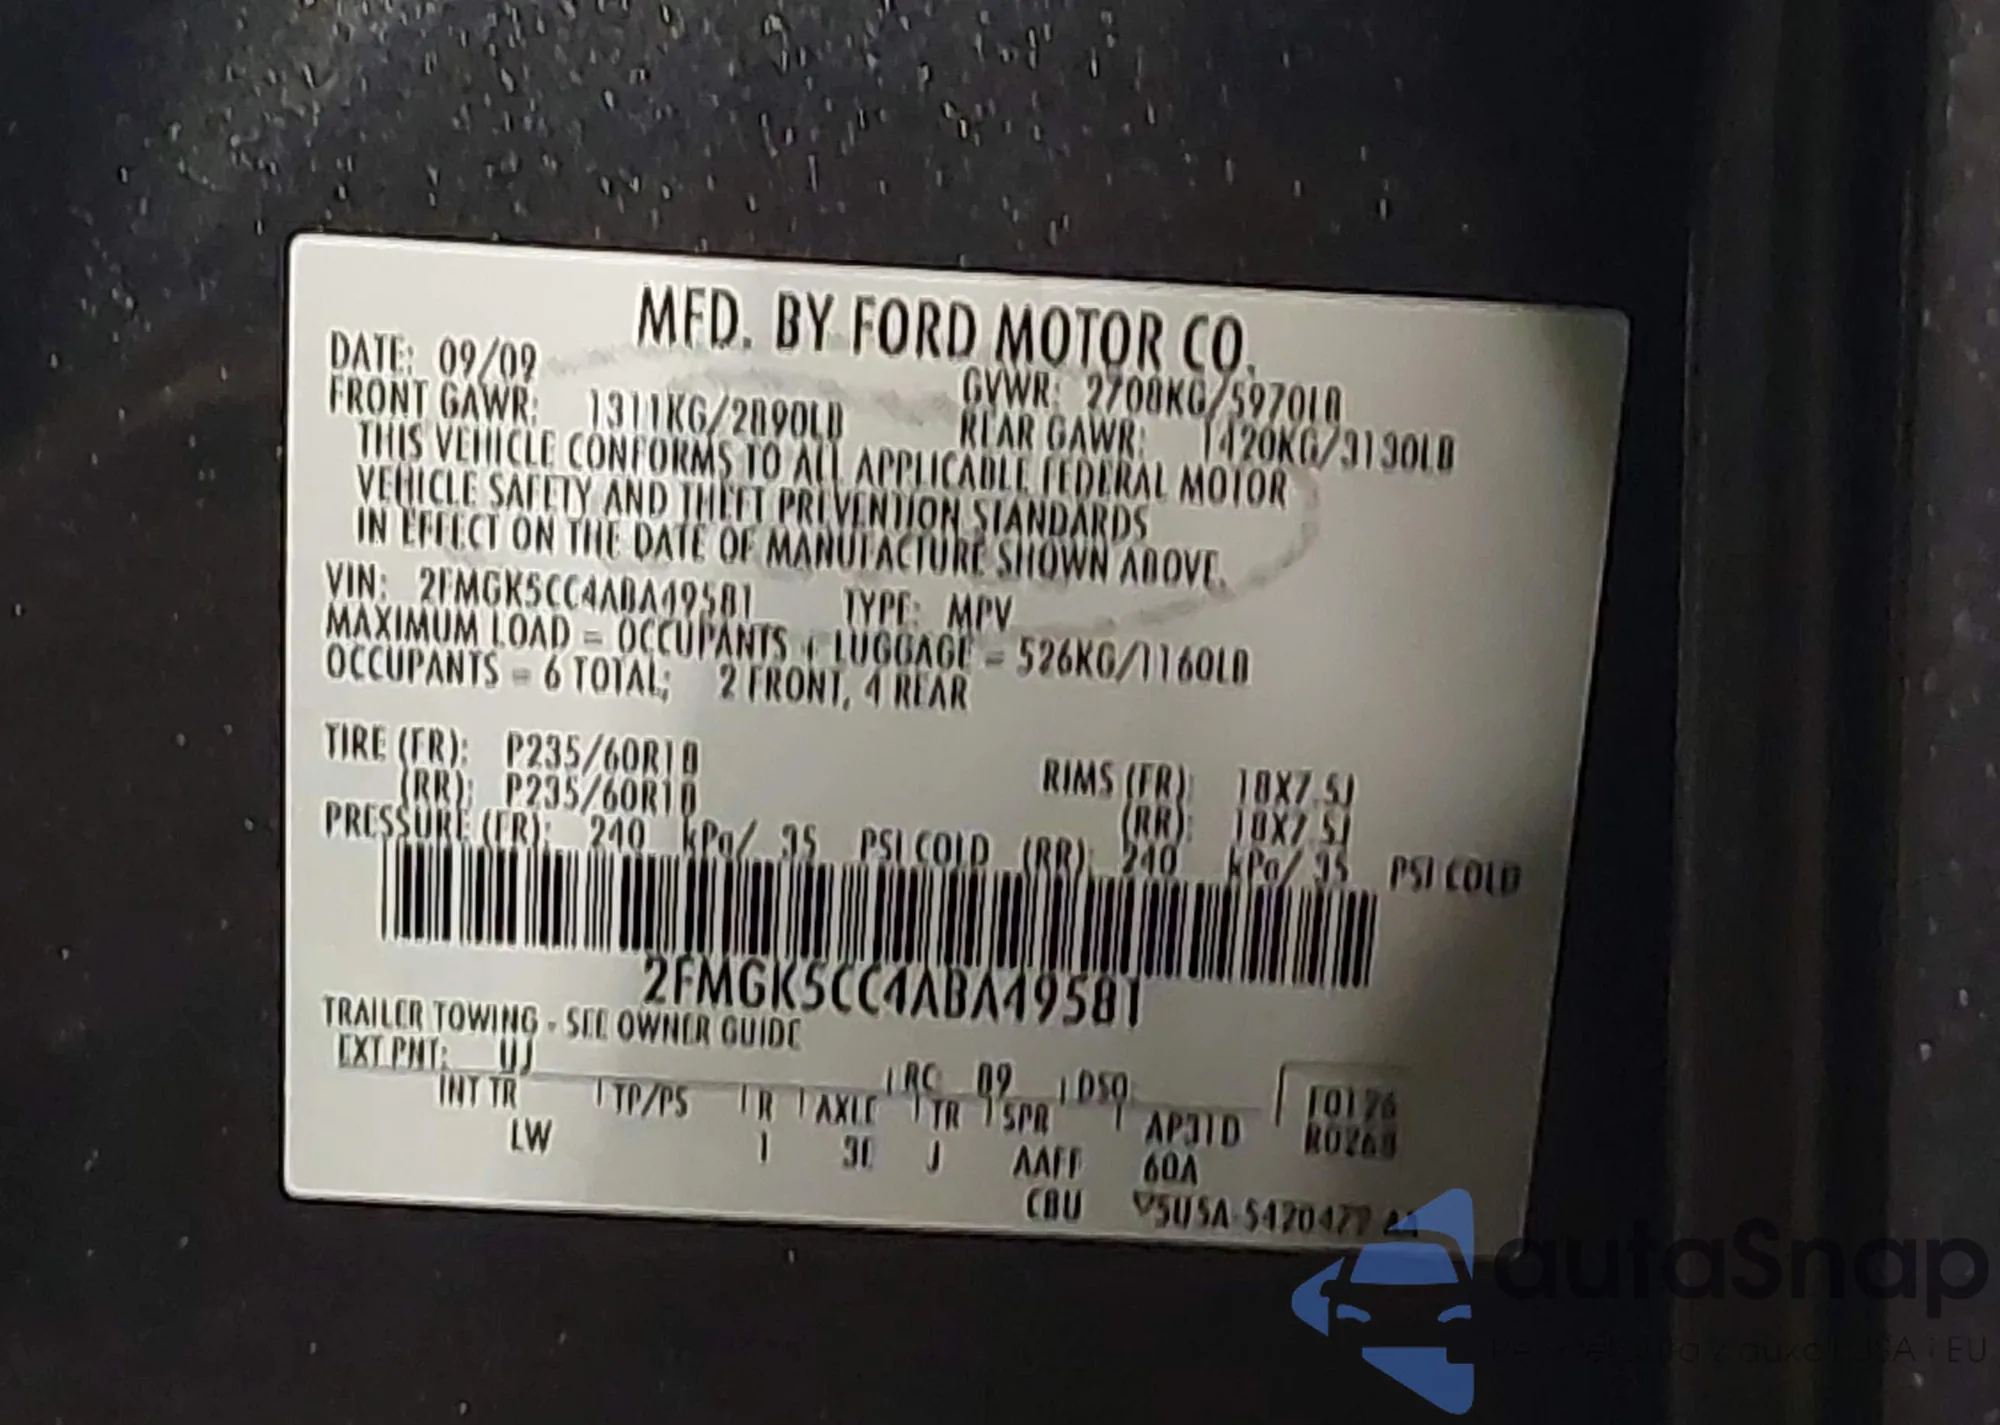 MFD. BY FORD MOTOR CO.
DATE: 09/09 GVWR: 2708KG/5970LB
FRONT GAWR: 1311KG/2890LB REAR GAWR: 1420KG/3130LB
THIS VEHICLE CONFORMS TO ALL APPLICABLE FEDERAL MOTOR
VEHICLE SAFETY AND THEFT PREVENTION STANDARDS
IN EFFECT ON THE DATE OF MANUFACTURE SHOWN ABOVE.
VIN: 2FMGK5CC4ABA49581 TYPE: MPV
MAXIMUM LOAD = OCCUPANTS + LUGGAGE = 526KG/1160LB
OCCUPANTS = 6 TOTAL; 2 FRONT, 4 REAR
TIRE (FR): P235/60R18 RIMS (FR): 18X7.5J
(RR): P235/60R18 (RR): 18X7.5J
PRESSURE (FR): 240 kPa/ 35 PSI COLD (RR): 240 kPa/ 35 PSI COLD
2FMGK5CC4ABA49581
TRAILER TOWING - SEE OWNER GUIDE
EXT PNT: UJ RC: 09 DSO:
INT TR TP/PS R AXLE TR SPR AP31D
LW 1 J AAFF 60A
CBU
autaSnap